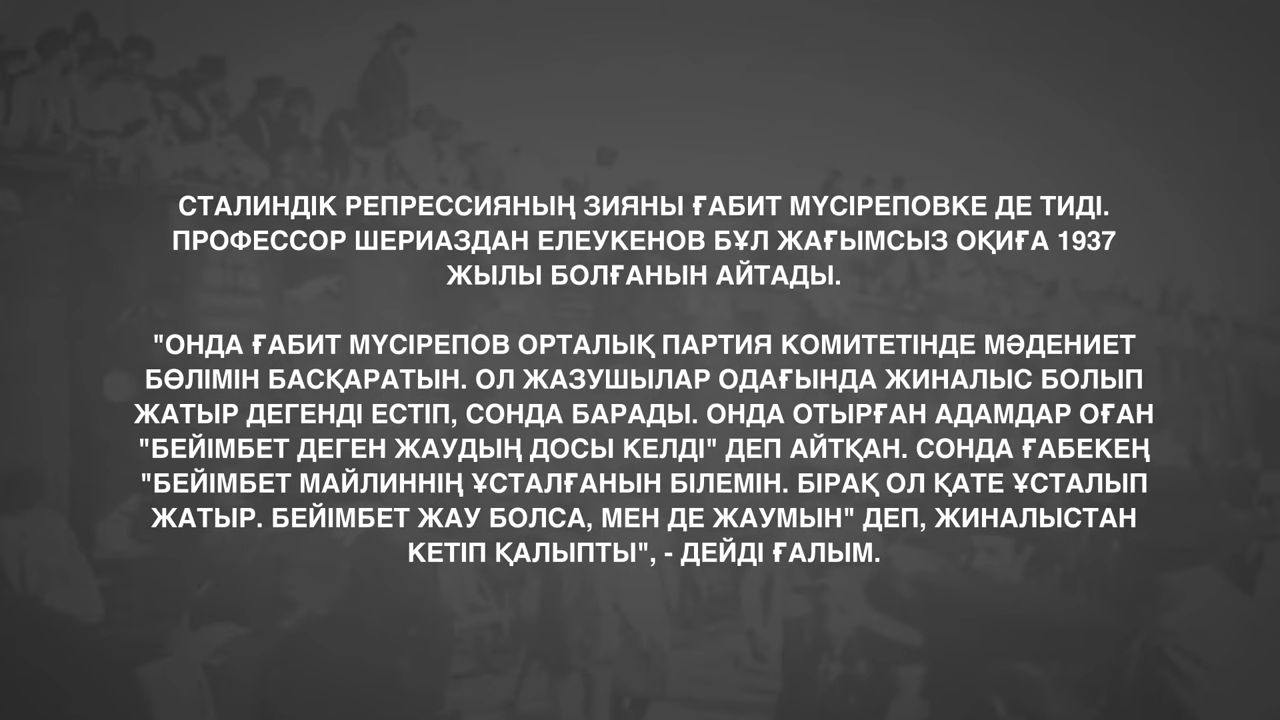 СТАЛИНДІК РЕПРЕССИЯНЫҢ ЗИЯНЫ ҒАБИТ МҮСІРЕПОВКЕ ДЕ ТИДІ.
ПРОФЕССОР ШЕРИАЗДАН ЕЛЕУКЕНОВ БҰЛ ЖАҒЫМСЫЗ ОҚИҒА 1937
ЖЫЛЫ БОЛҒАНЫН АЙТАДЫ.
"ОНДА ҒАБИТ МҮСІРЕПОВ ОРТАЛЫҚ ПАРТИЯ КОМИТЕТІНДЕ МӘДЕНИЕТ
БӨЛІМІН БАСҚАРАТЫН. ОЛ ЖАЗУШЫЛАР ОДАҒЫНДА ЖИНАЛЫС БОЛЫП
ЖАТЫР ДЕГЕНДІ ЕСТІП, СОНДА БАРАДЫ. ОНДА ОТЫРҒАН АДАМДАР ОҒАН
"БЕЙІМБЕТ ДЕГЕН ЖАУДЫҢ ДОСЫ КЕЛДІ" ДЕП АЙТҚАН. СОНДА ҒАБЕКЕҢ
"БЕЙІМБЕТ МАЙЛИННІҢ ҰСТАЛҒАНЫН БІЛЕМІН. БІРАҚ ОЛ ҚАТЕ ҰСТАЛЫП
ЖАТЫР. БЕЙІМБЕТ ЖАУ БОЛСА, МЕН ДЕ ЖАУМЫН" ДЕП, ЖИНАЛЫСТАН
КЕТІП ҚАЛЫПТЫ", - ДЕЙДІ ҒАЛЫМ.